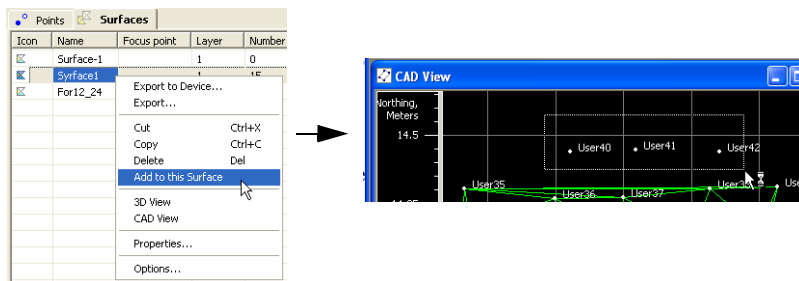 Points Surfaces
Icon Name Focus point Layer Number
Surface-1 1 0
Syrface1 1 15
For12_24
Export to Device...
Export...
Cut Ctrl+X
Copy Ctrl+C
Delete Del
Add to this Surface
3D View
CAD View
Properties...
Options...
CAD View
Northing,
Meters
14.5
User40 User41 User42
User35 User36 User37